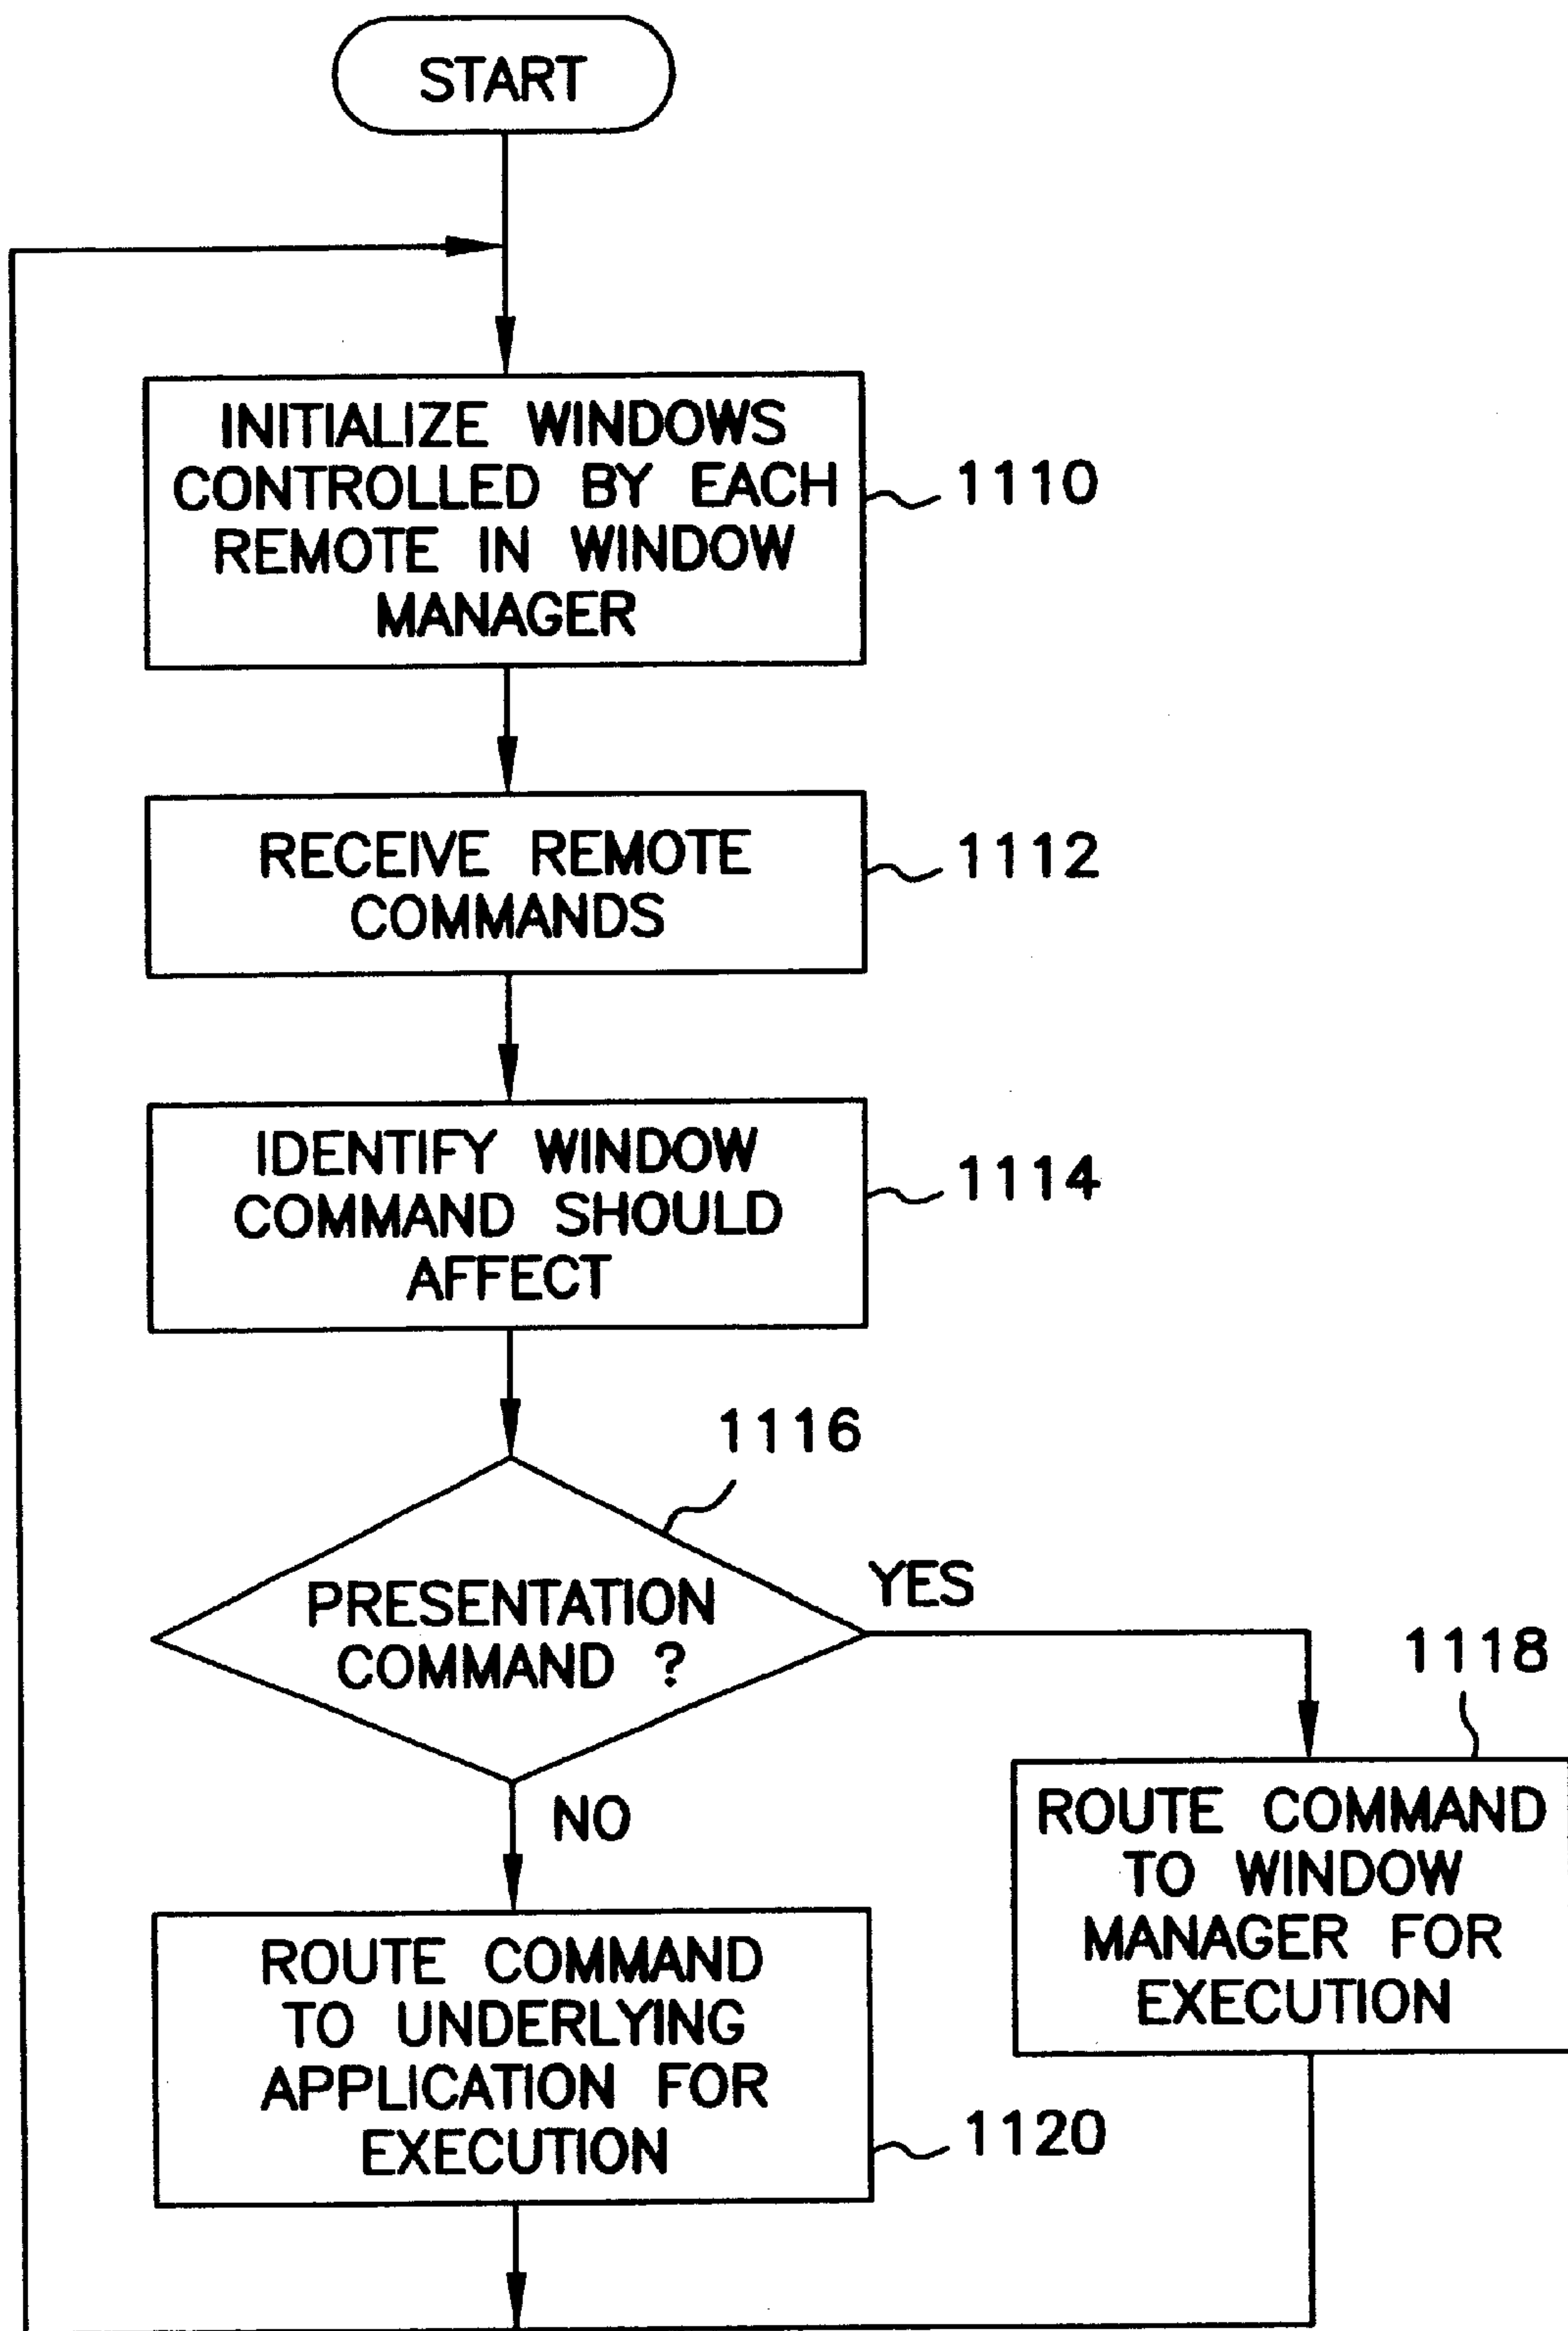 START
INITIALIZE WINDOWS
CONTROLLED BY EACH
REMOTE IN WINDOW
MANAGER
1110
RECEIVE REMOTE
COMMANDS
1112
IDENTIFY WINDOW
COMMAND SHOULD
AFFECT
1114
1116
PRESENTATION
COMMAND ?
YES
NO
1118
ROUTE COMMAND
TO WINDOW
MANAGER FOR
EXECUTION
ROUTE COMMAND
TO UNDERLYING
APPLICATION FOR
EXECUTION
1120